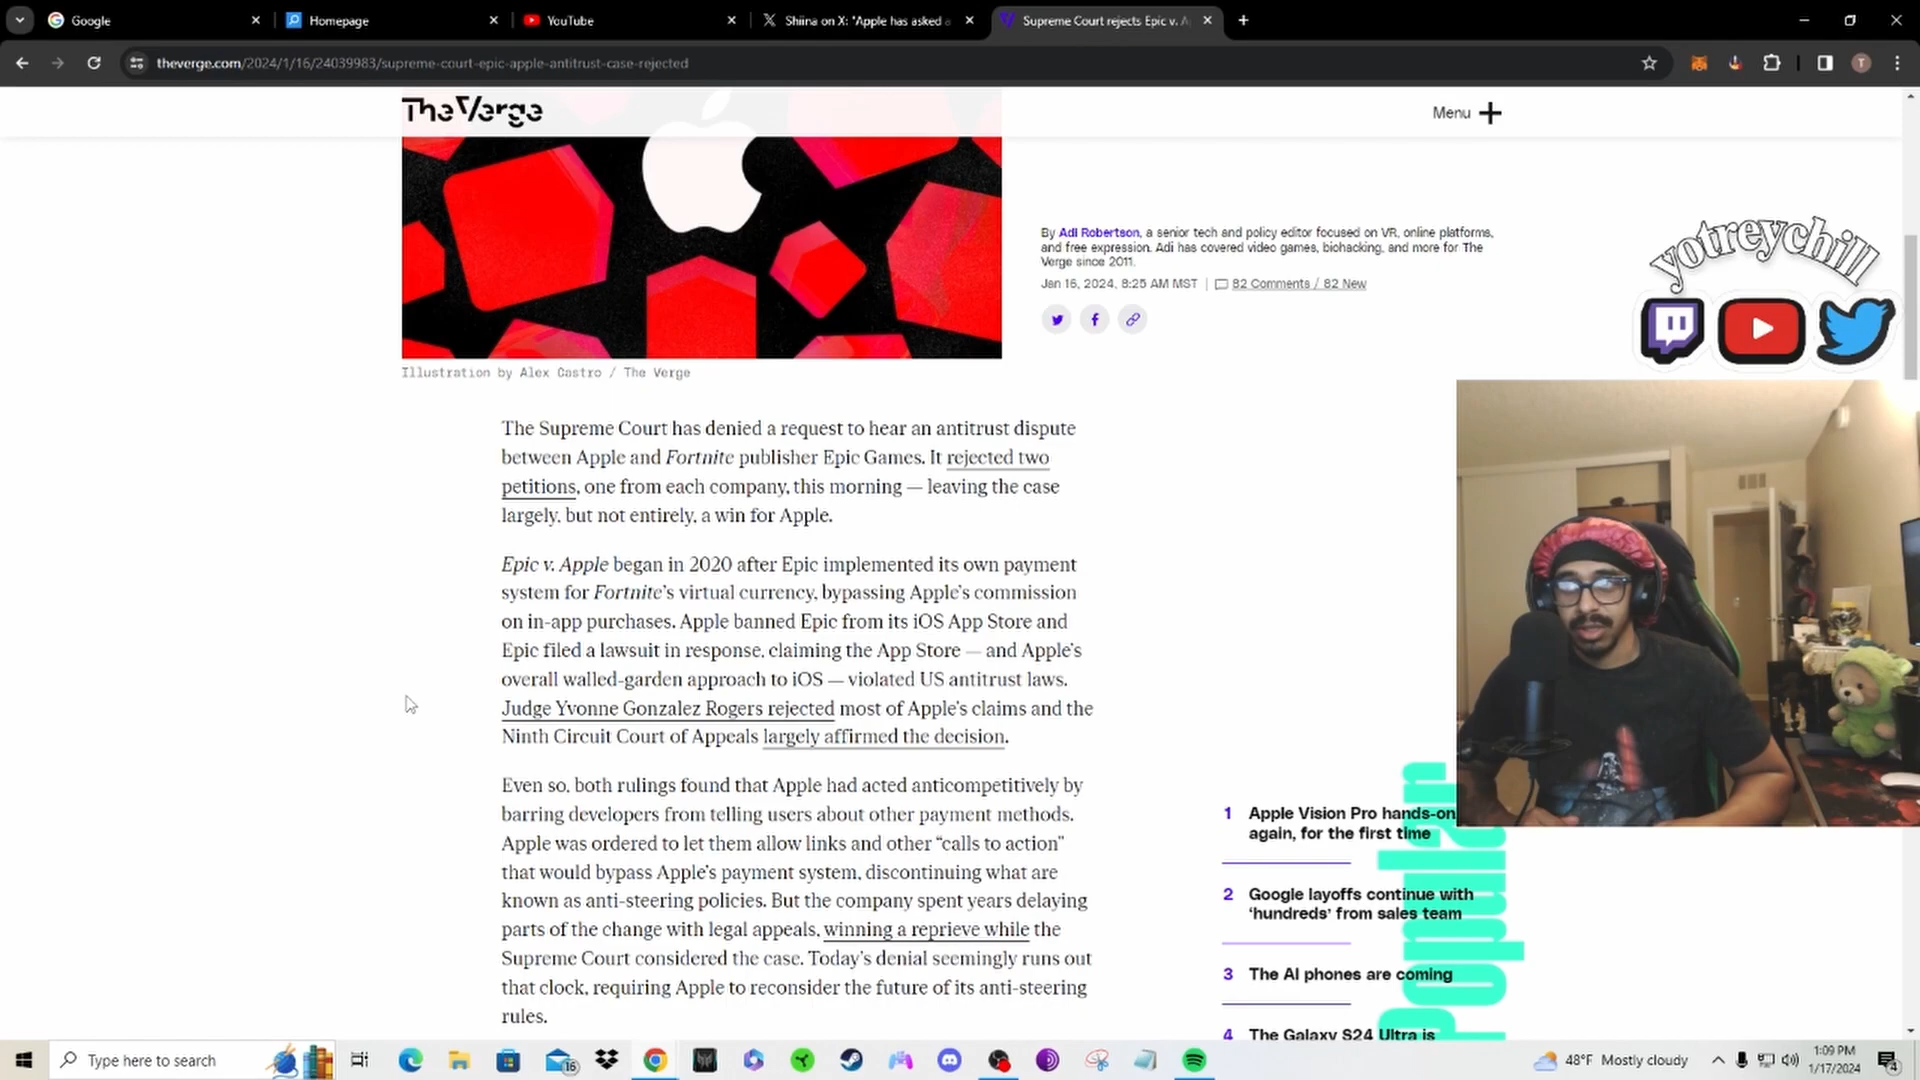 Google
Homepage
YouTube
Shiina on X: "Apple has asked a
Supreme Court rejects Epic v. A
theverge.com/2024/1/16/24039983/supreme-court-epic-apple-antitrust-case-rejected
T
The Verge
Menu
By Adi Robertson, a senior tech and policy editor focused on VR, online platforms,
and free expression. Adi has covered video games, biohacking, and more for The
Verge since 2011.
Jan 16, 2024, 8:25 AM MST | 82 Comments / 82 New
yotreychill
Illustration by Alex Castro / The Verge
The Supreme Court has denied a request to hear an antitrust dispute
between Apple and Fortnite publisher Epic Games. It rejected two
petitions, one from each company, this morning — leaving the case
largely, but not entirely, a win for Apple.
Epic v. Apple began in 2020 after Epic implemented its own payment
system for Fortnite's virtual currency, bypassing Apple's commission
on in-app purchases. Apple banned Epic from its iOS App Store and
Epic filed a lawsuit in response, claiming the App Store — and Apple's
overall walled-garden approach to iOS — violated US antitrust laws.
Judge Yvonne Gonzalez Rogers rejected most of Apple's claims and the
Ninth Circuit Court of Appeals largely affirmed the decision.
Even so, both rulings found that Apple had acted anticompetitively by
barring developers from telling users about other payment methods.
Apple was ordered to let them allow links and other “calls to action”
that would bypass Apple's payment system, discontinuing what are
known as anti-steering policies. But the company spent years delaying
parts of the change with legal appeals, winning a reprieve while the
Supreme Court considered the case. Today's denial seemingly runs out
that clock, requiring Apple to reconsider the future of its anti-steering
rules.
Popular
1 Apple Vision Pro hands-on,
again, for the first time
2 Google layoffs continue with
‘hundreds’ from sales team
3 The AI phones are coming
4 The Galaxy S24 Ultra is
Type here to search
16
48°F Mostly cloudy
1:09 PM
1/17/2024
4